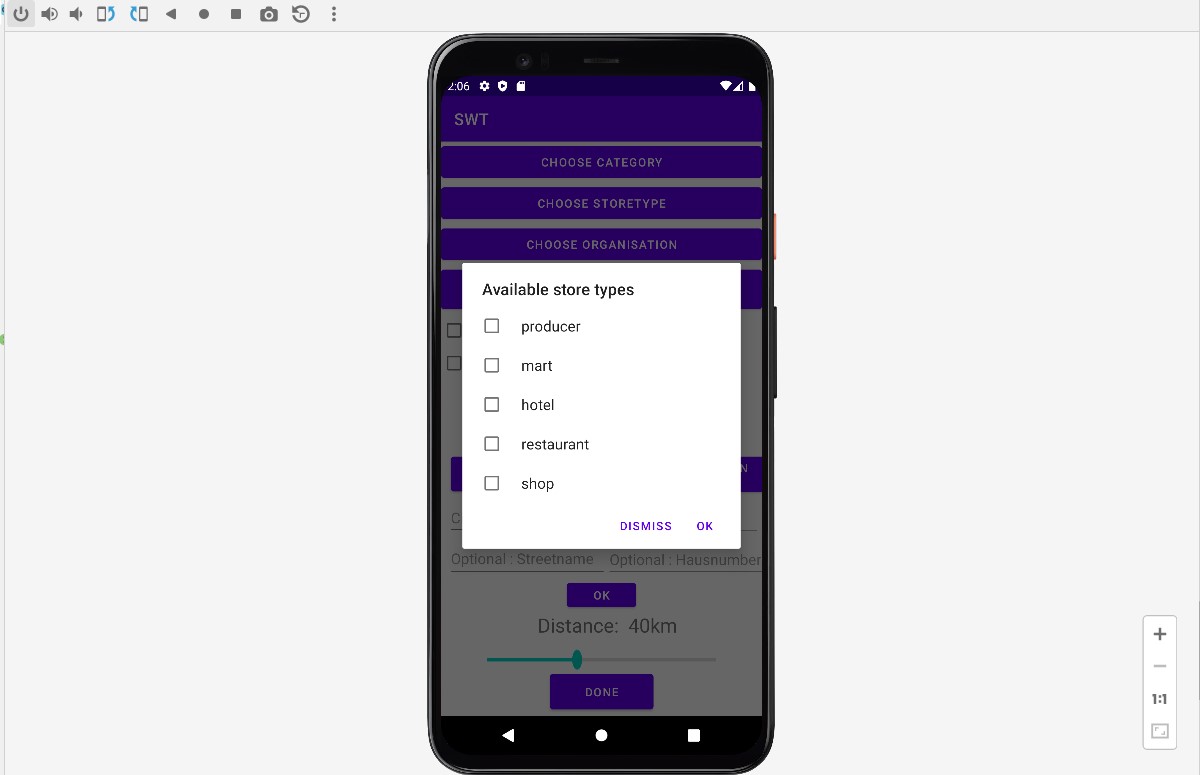 2:06
SWT
CHOOSE CATEGORY
CHOOSE STORETYPE
CHOOSE ORGANISATION
Available store types
producer
mart
hotel
restaurant
shop
N
DISMISS OK
C
Optional : Streetname Optional : Hausnumber
OK
Distance: 40km
DONE
1:1